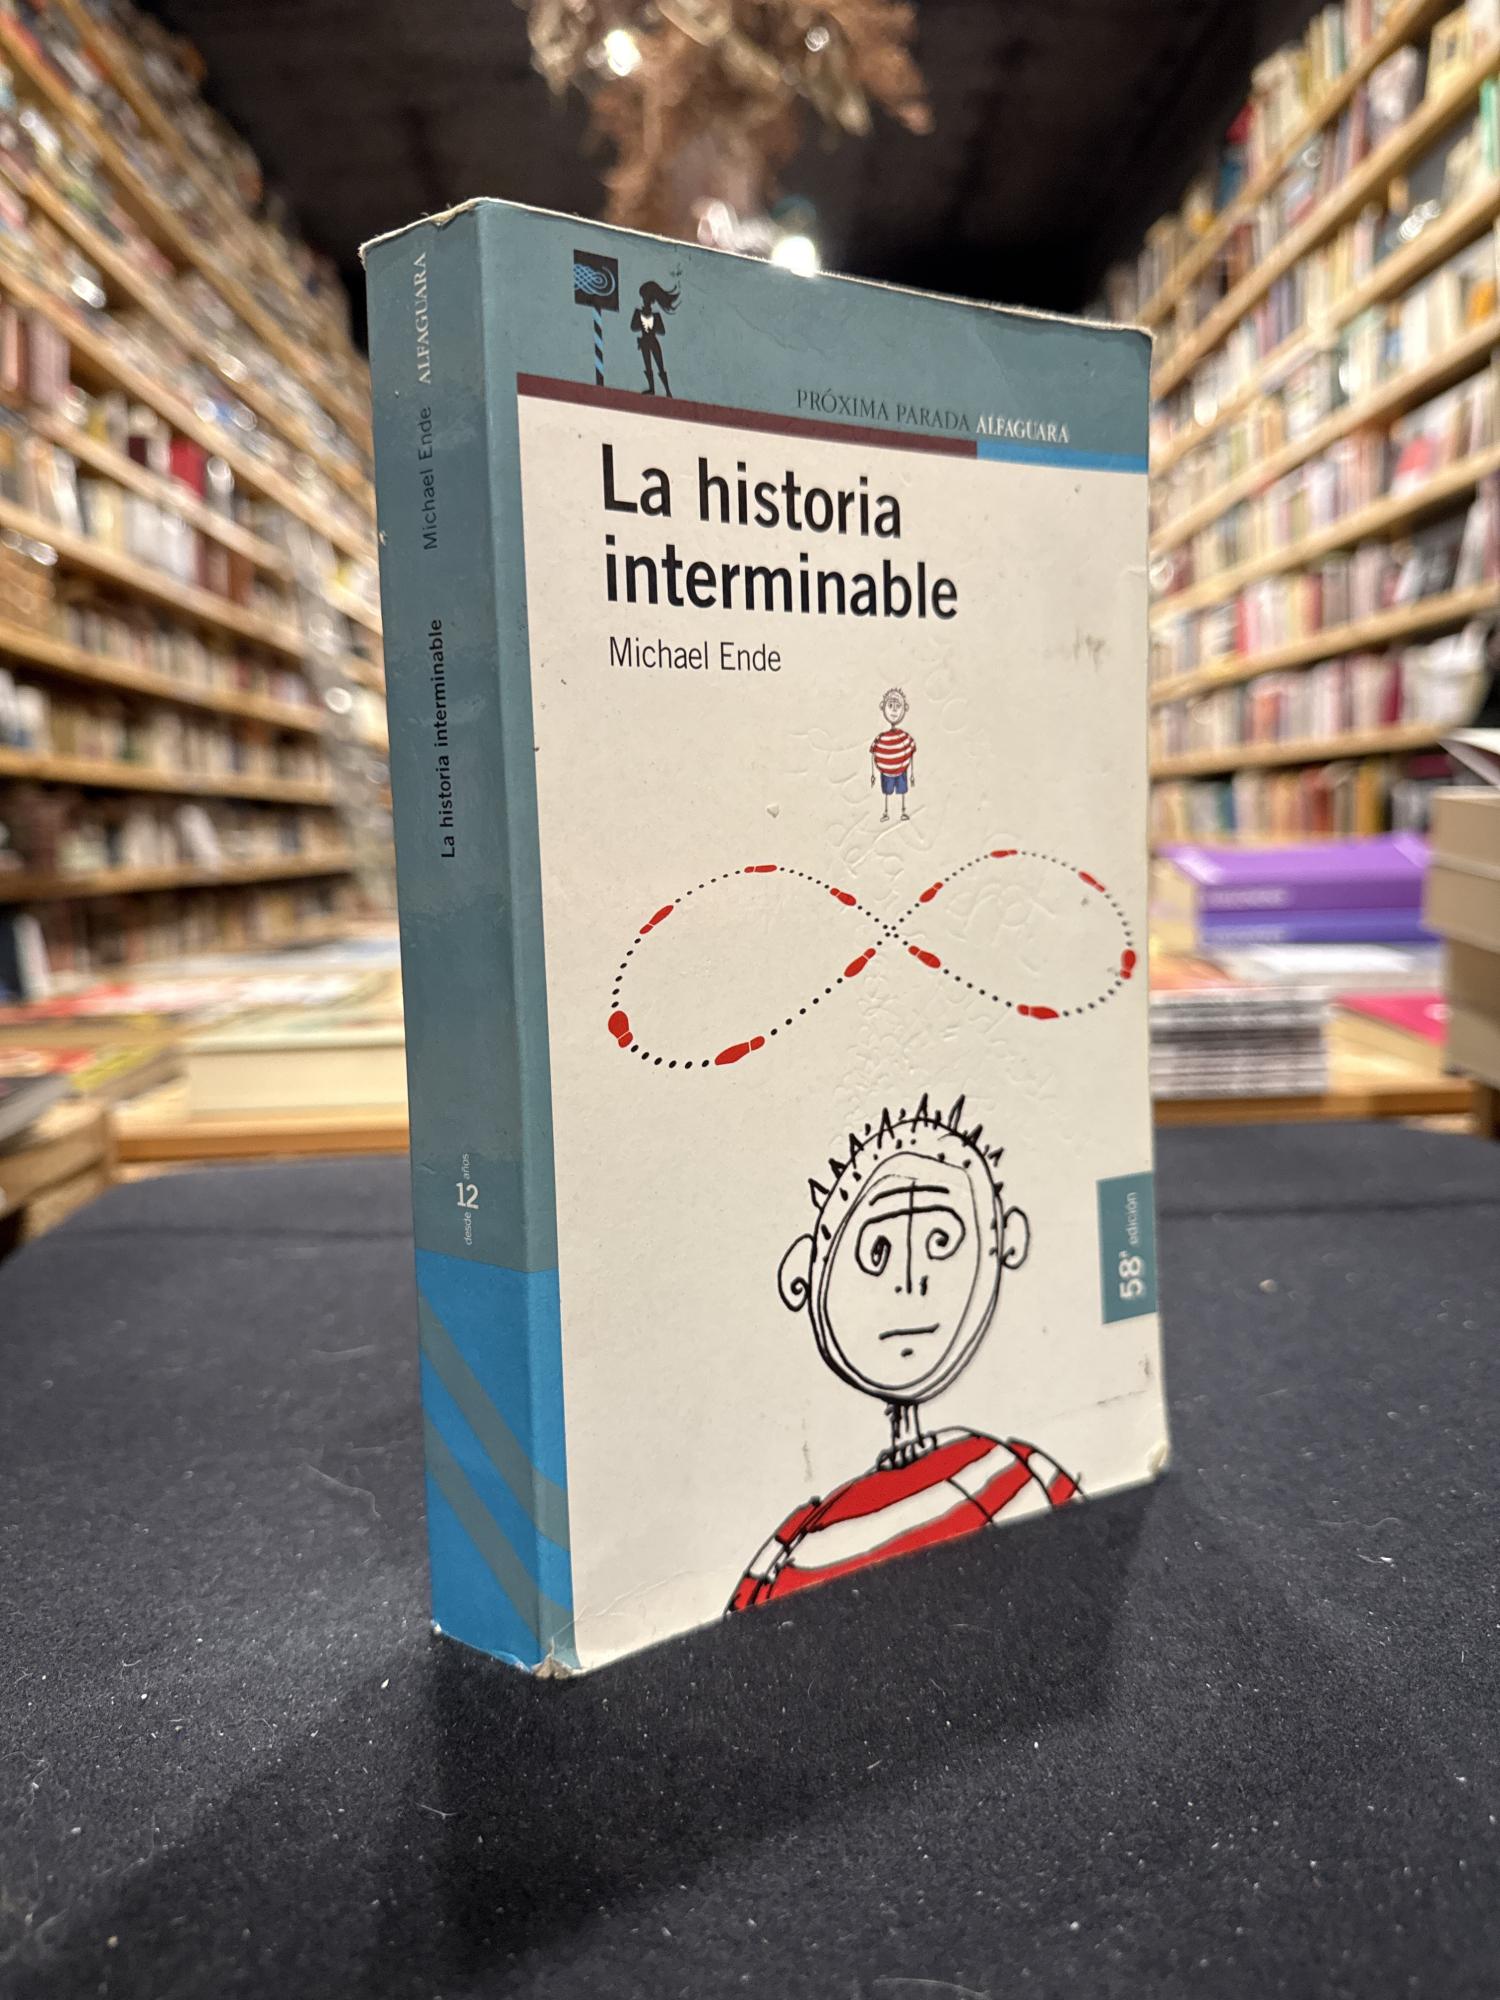 ALFAGUARA
Michael Ende
La historia interminable
desde 12 años
PRÓXIMA PARADA ALFAGUARA
La historia
interminable
Michael Ende
58ª edición